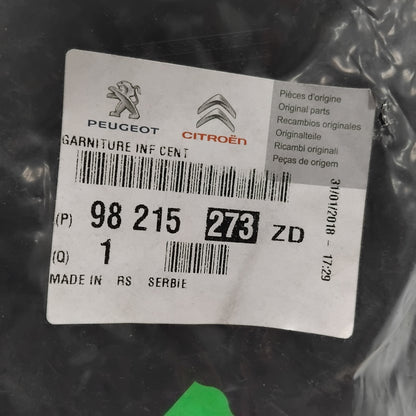 PEUGEOT
CITROËN
Pièces d'origine
Original parts
Recambios originales
Originalteile
Ricambi originali
Peças de origem
GARNITURE INF CENT
(P) 98 215 273 ZD
(Q) 1
MADE IN RS SERBIE
31/01/2018 - 17:29